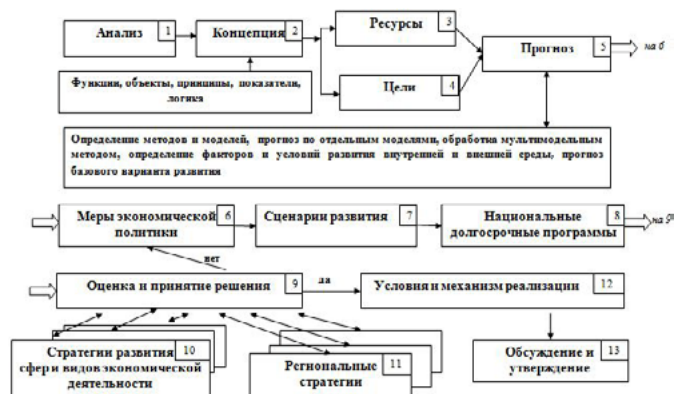 Анализ 1
Концепция 2
Ресурсы 3
Цели 4
Прогноз 5
на 6
Функции, объекты, принципы, показатели,
логика
Определение методов и моделей, прогноз по отдельным моделями, обработка мультимодельным
методом, определение факторов и условий развития внутренней и внешней среды, прогноз
базового варианта развития
Меры экономической
политики
6
Сценарии развития 7
Национальные
долгосрочные программы
8
на 9
нет
Оценка и принятие решения 9
да
Условия и механизм реализации 12
Стратегии развития
сфер и видов экономической
деятельности
10
Региональные
стратегии
11
Обсуждение и
утверждение
13